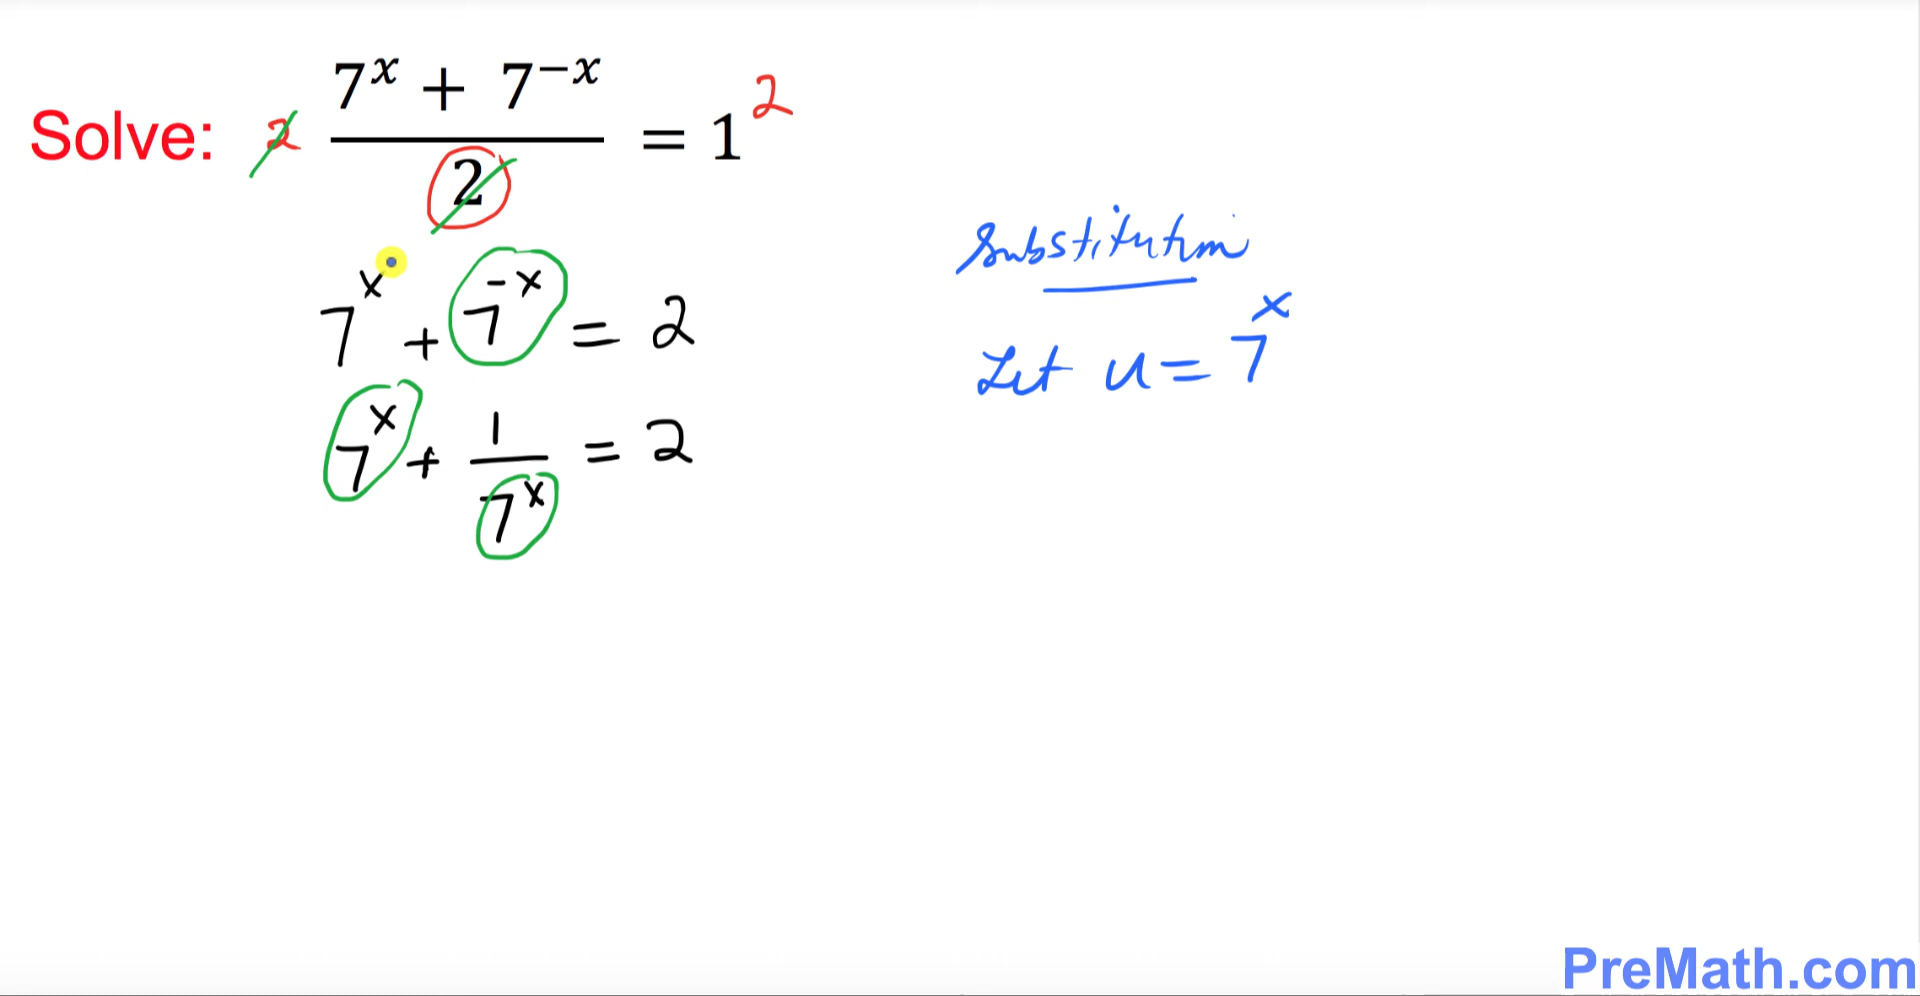 Solve: 2 (7^x + 7^-x)/2 = 1 2
7^x + 7^-x = 2
7^x + 1/7^x = 2
Substitution
Let u = 7^x
PreMath.com